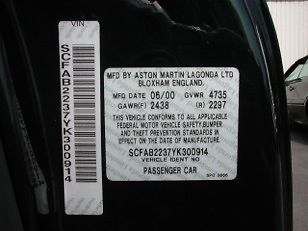 VIN
SCFAB2237YK300914
MFD BY ASTON MARTIN LAGONDA LTD
BLOXHAM ENGLAND.
MFD DATE 06/00 GVWR 4735
GAWR(F) 2438 (R) 2297
THIS VEHICLE CONFORMS TO ALL APPLICABLE
FEDERAL MOTOR VEHICLE SAFETY,BUMPER
AND THEFT PREVENTION STANDARDS IN
EFFECT ON THE DATE OF MANUFACTURE
SHOWN ABOVE
SCFAB2237YK300914
VEHICLE IDENT NO.
PASSENGER CAR